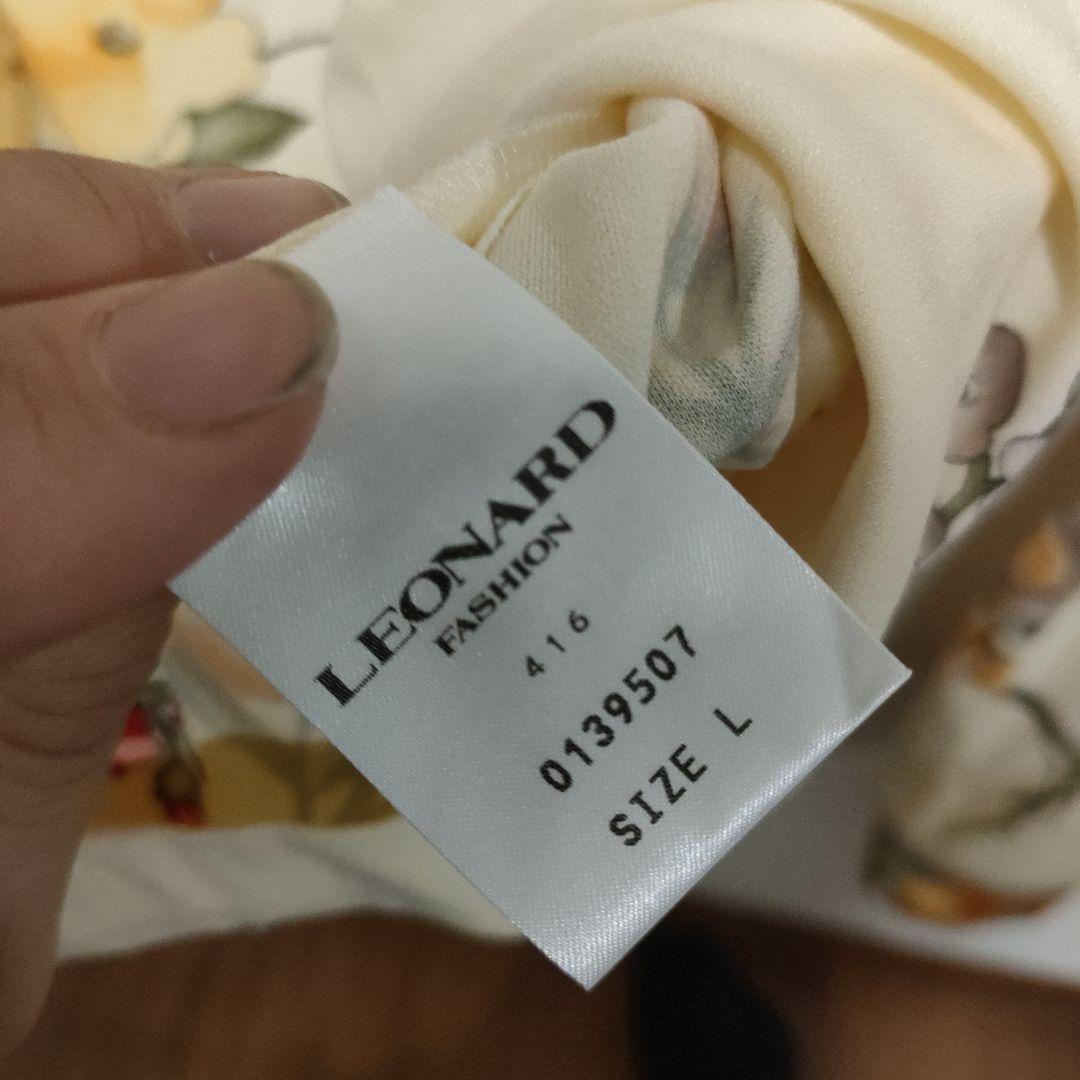 LEONARD
FASHION
416
0139507
SIZE L